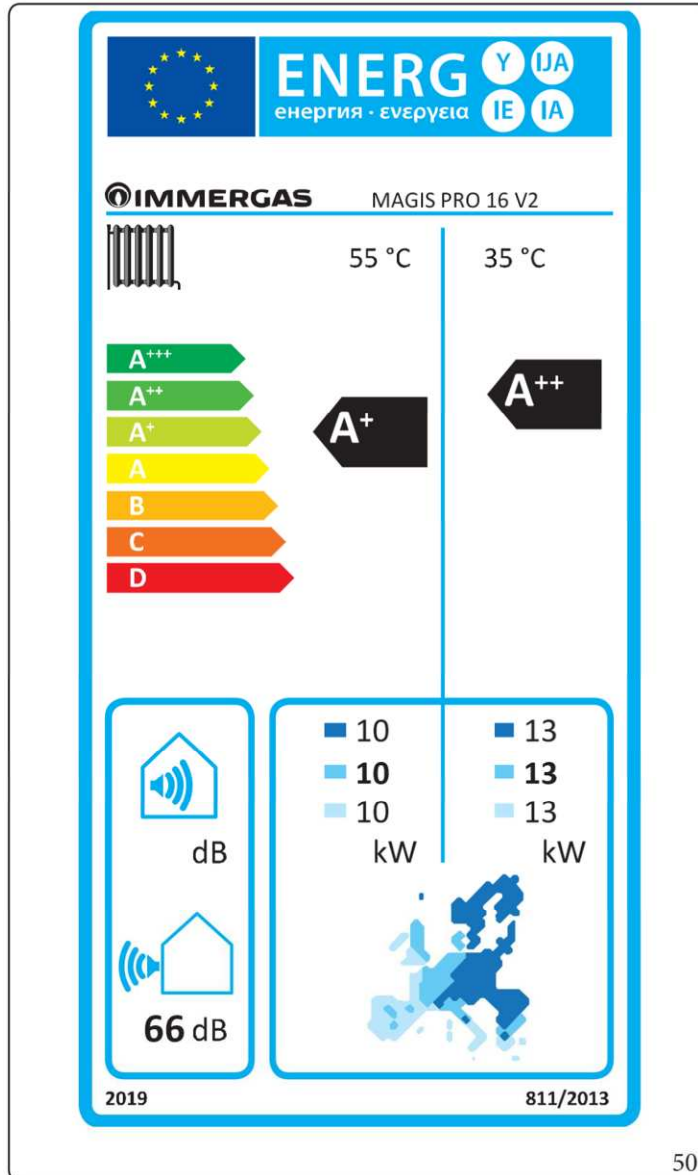 ENERG Y IJA
енергия · ενεργεια IE IA
IMMERGAS MAGIS PRO 16 V2
55 °C 35 °C
A+++
A++
A+
A
B
C
D
A+
A++
dB
66 dB
10 13
10 13
10 13
kW kW
2019 811/2013
50